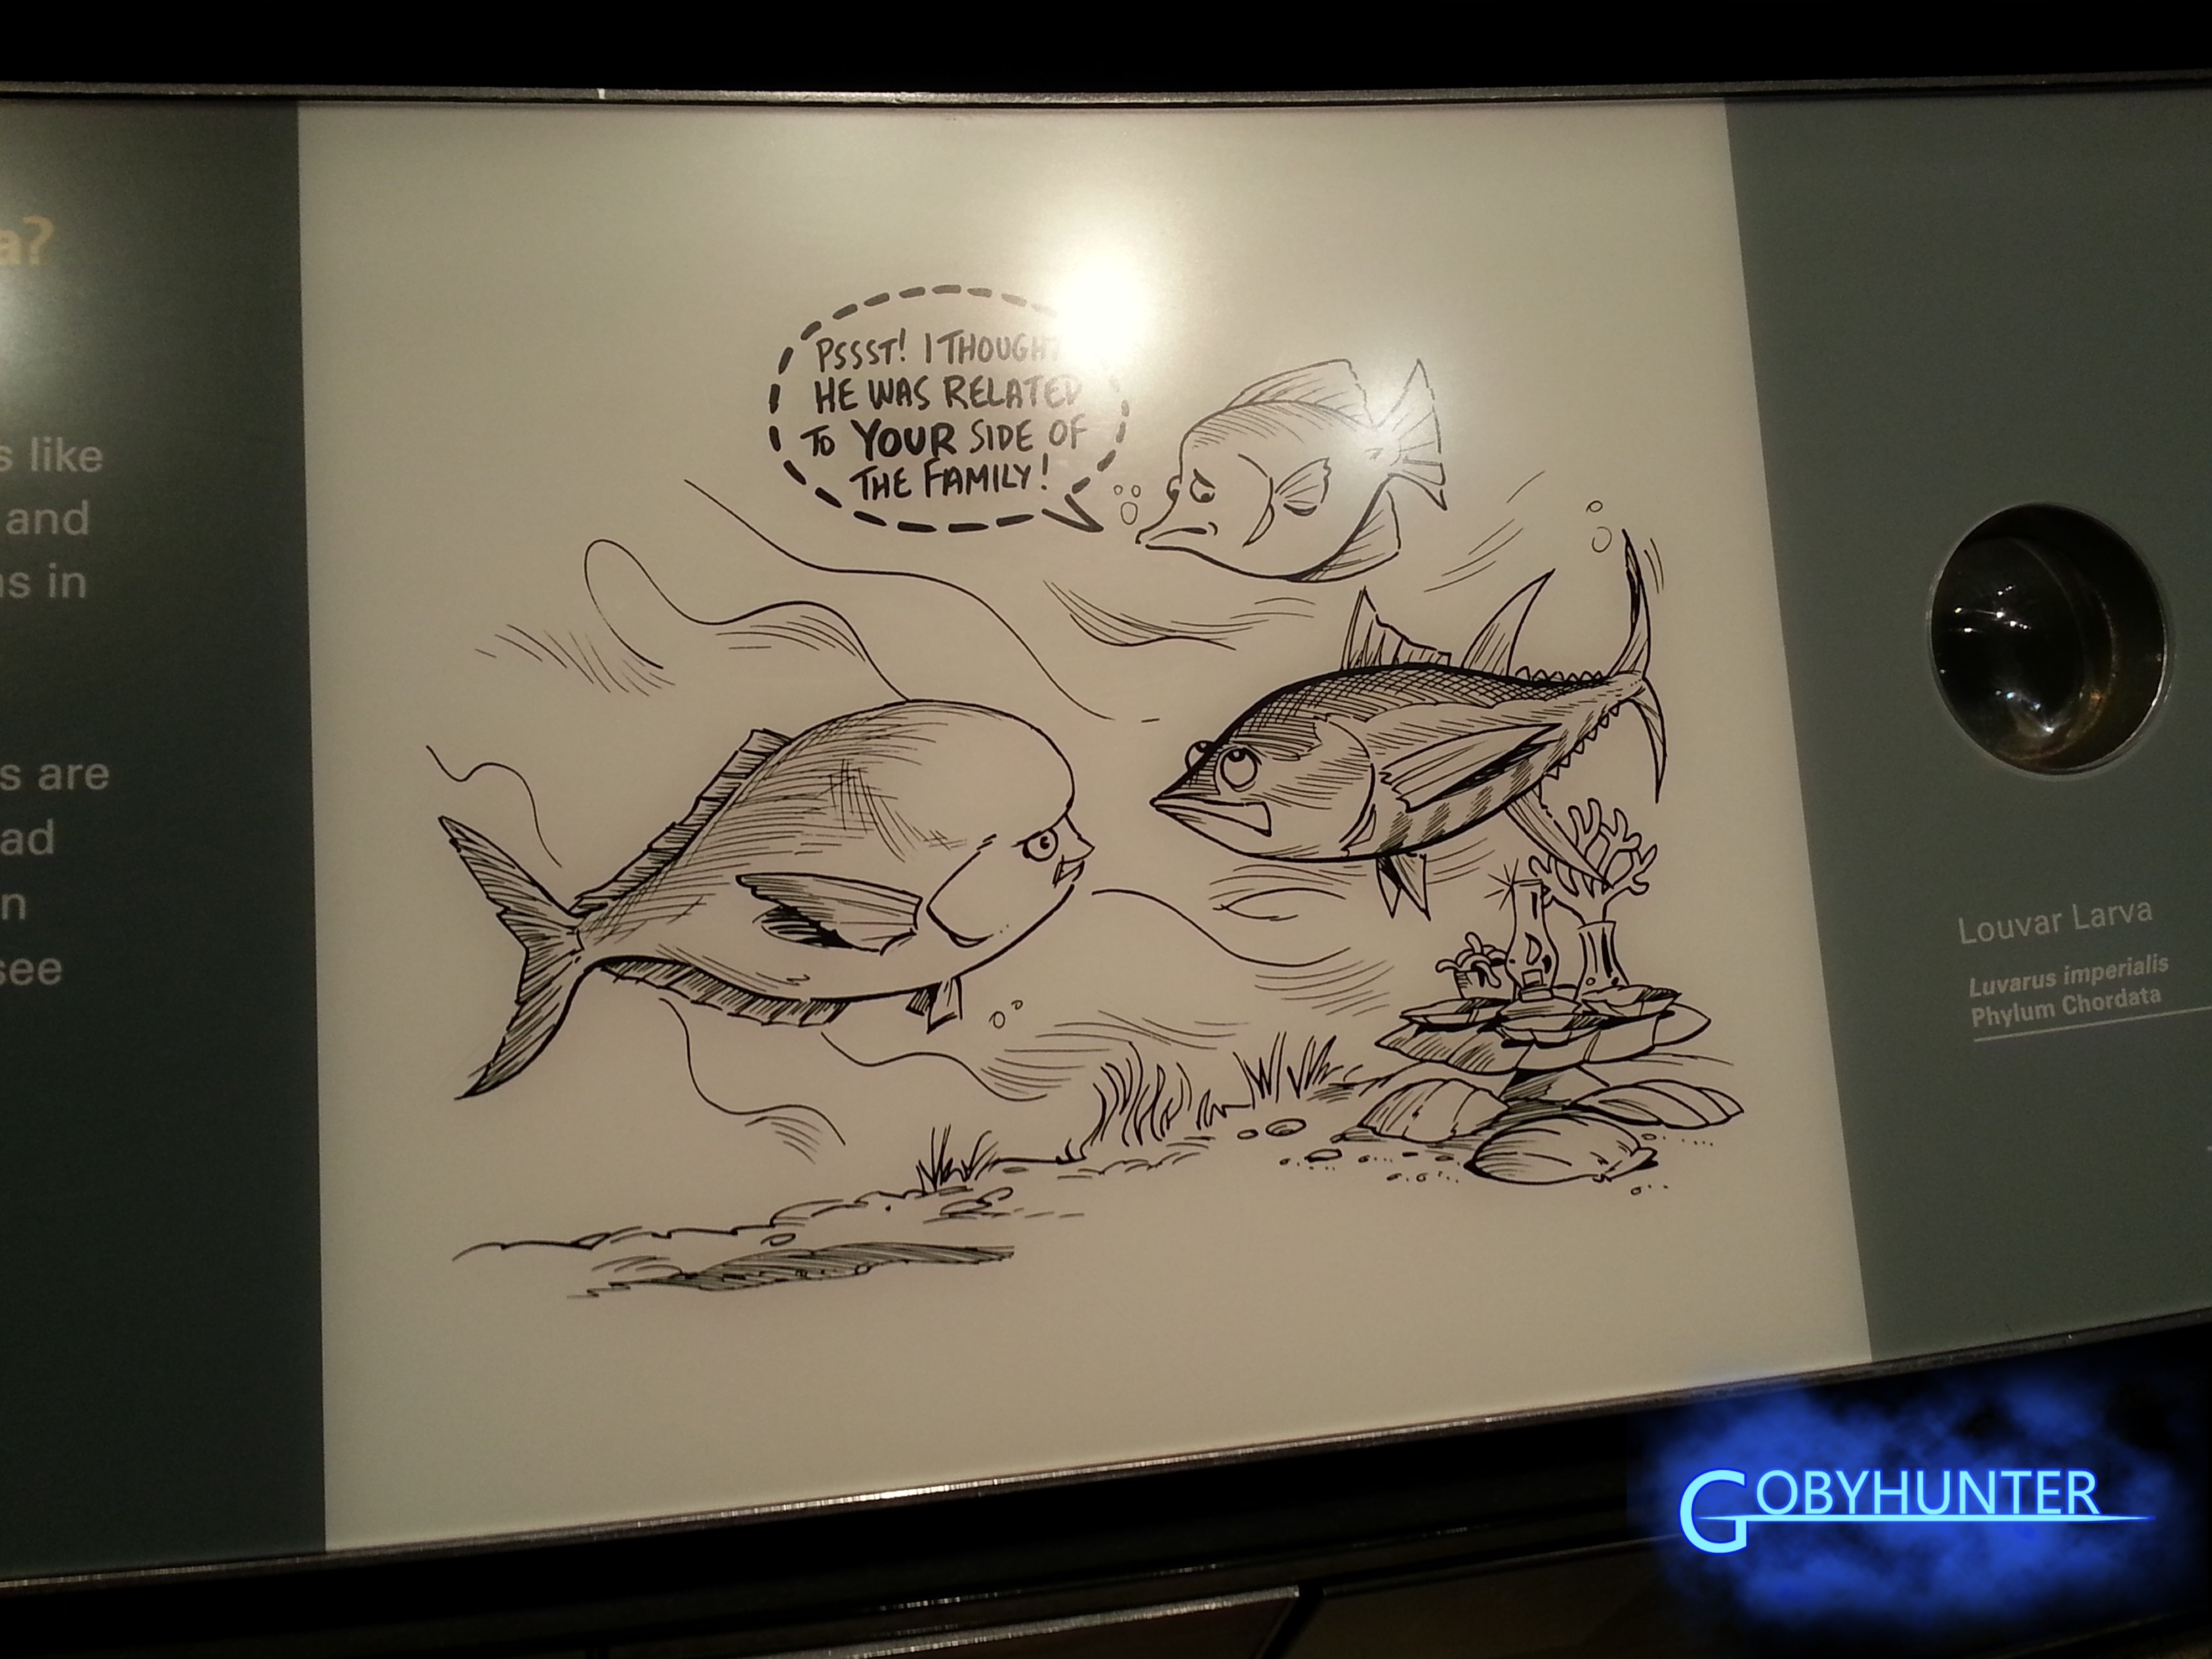 a?
s like
and
ns in
s are
ad
n
see
PSSST! I THOUGHT
HE WAS RELATED
TO YOUR SIDE OF
THE FAMILY!
Louvar Larva
Luvarus imperialis
Phylum Chordata
GOBYHUNTER